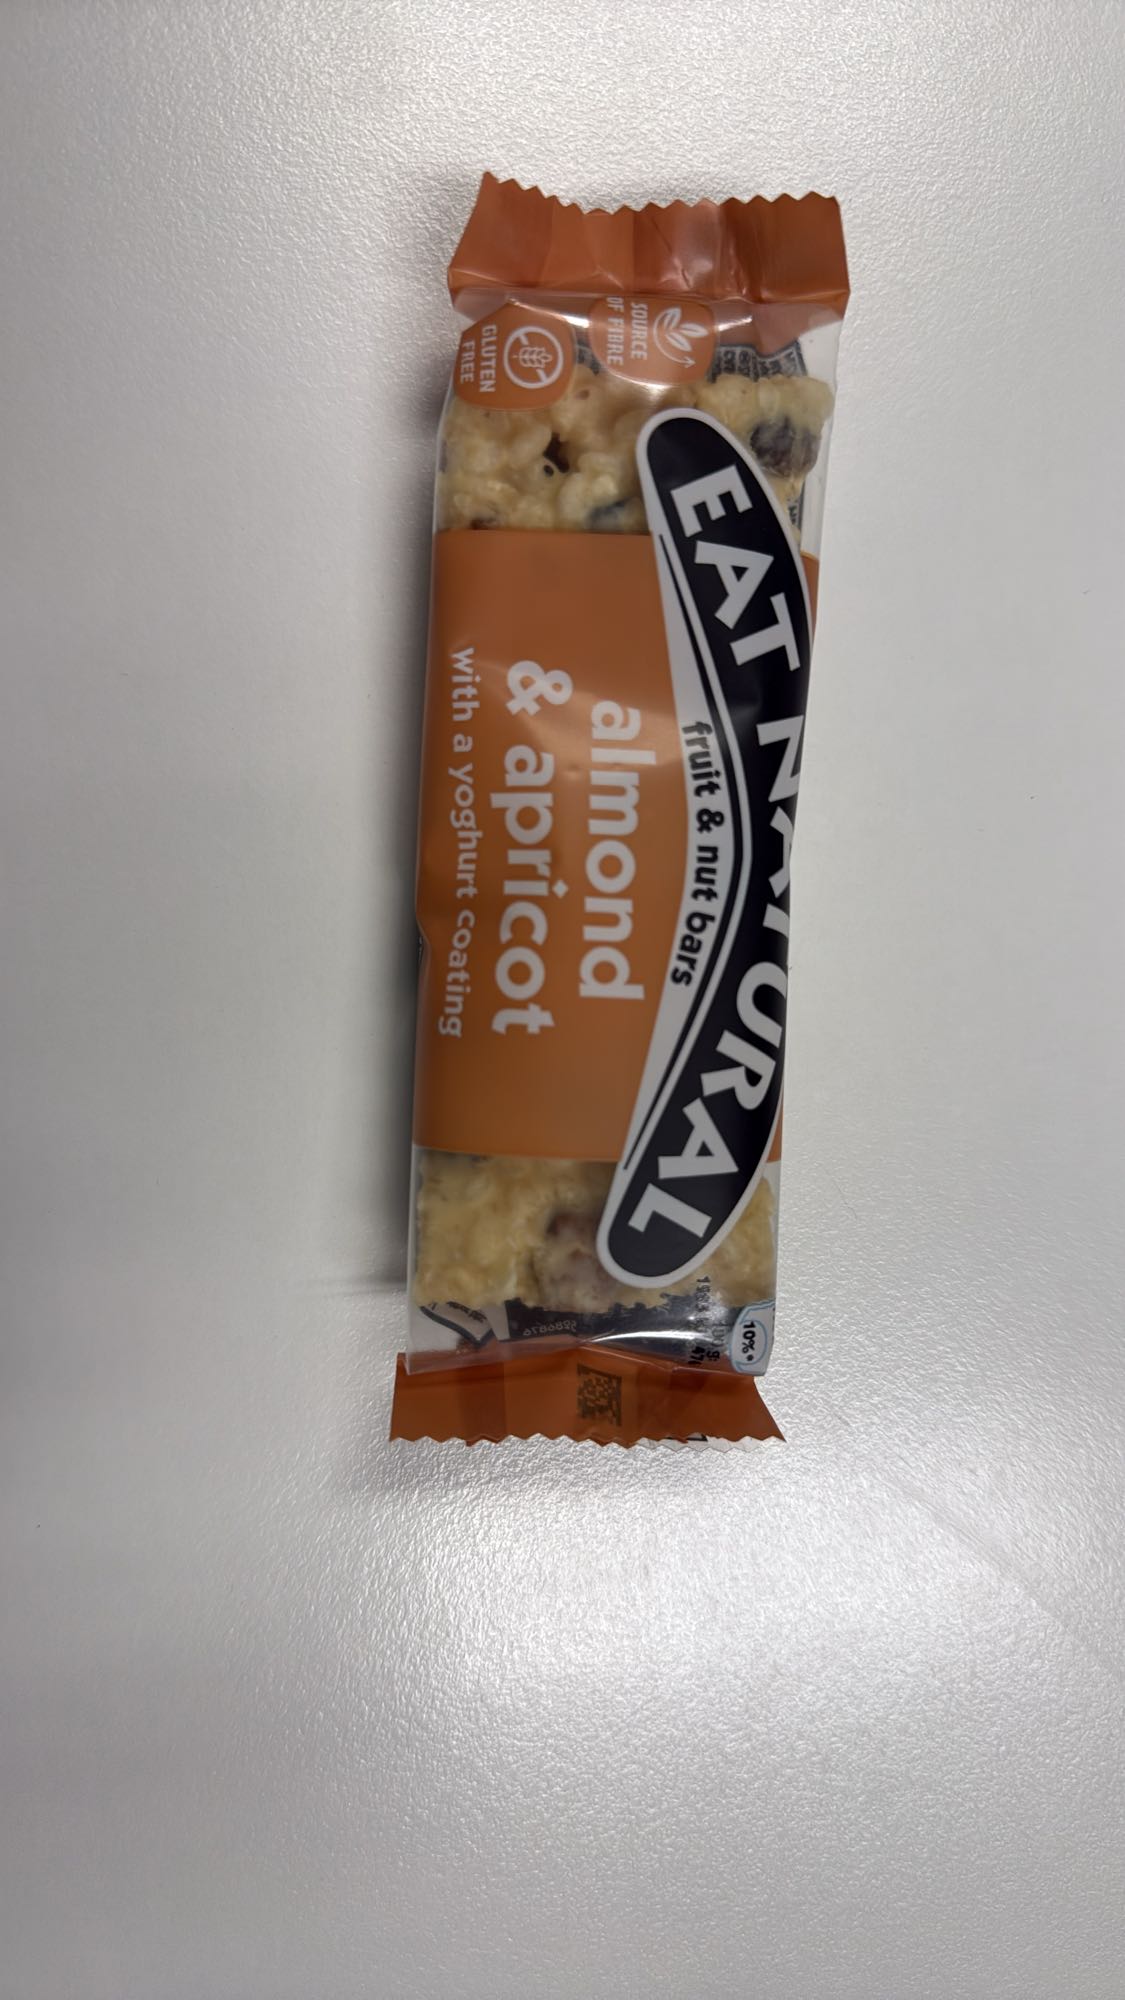 EAT NATURAL
fruit & nut bars
almond
& apricot
with a yoghurt coating
SOURCE
OF FIBRE
GLUTEN
FREE
10%*